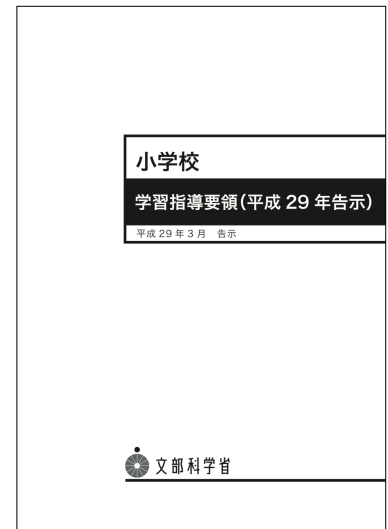 小学校
学習指導要領(平成 29 年告示)
平成 29 年 3 月　告示
文部科学省